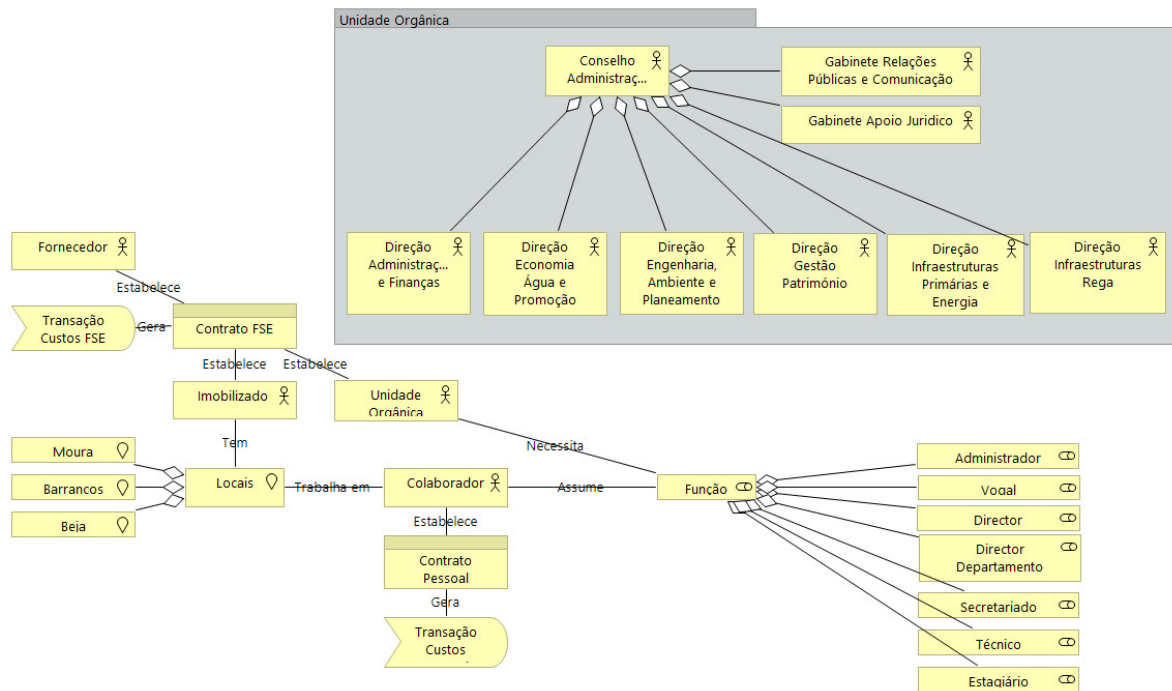 Unidade Orgânica
Conselho
Administraç...
Gabinete Relações
Públicas e Comunicação
Gabinete Apoio Juridico
Direção
Administraç...
e Finanças
Direção
Economia
Água e
Promoção
Direção
Engenharia,
Ambiente e
Planeamento
Direção
Gestão
Património
Direção
Infraestruturas
Primárias e
Energia
Direção
Infraestruturas
Rega
Fornecedor
Estabelece
Transação
Custos FSE
Gera
Contrato FSE
Estabelece
Estabelece
Imobilizado
Unidade
Orgânica
Tem
Necessita
Moura
Barrancos
Beja
Locais
Trabalha em
Colaborador
Assume
Função
Administrador
Vogal
Director
Director
Departamento
Secretariado
Técnico
Estagiário
Estabelece
Contrato
Pessoal
Gera
Transação
Custos